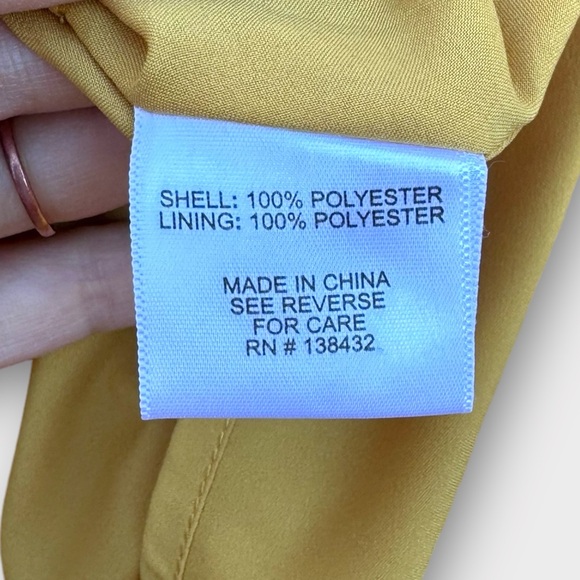 SHELL: 100% POLYESTER
LINING: 100% POLYESTER
MADE IN CHINA
SEE REVERSE
FOR CARE
RN # 138432